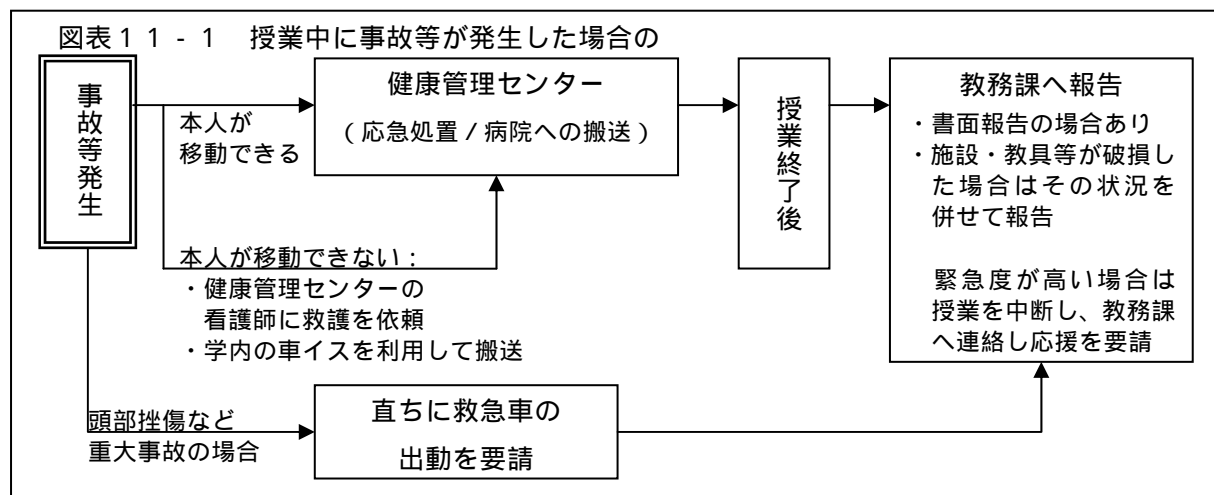 図表11-1 授業中に事故等が発生した場合の
事故等発生
本人が
移動できる
健康管理センター
(応急処置/病院への搬送)
授業終了後
教務課へ報告
・書面報告の場合あり
・施設・教具等が破損し
た場合はその状況を
併せて報告
緊急度が高い場合は
授業を中断し、教務課
へ連絡し応援を要請
本人が移動できない:
・健康管理センターの
看護師に救護を依頼
・学内の車イスを利用して搬送
頭部挫傷など
重大事故の場合
直ちに救急車の
出動を要請